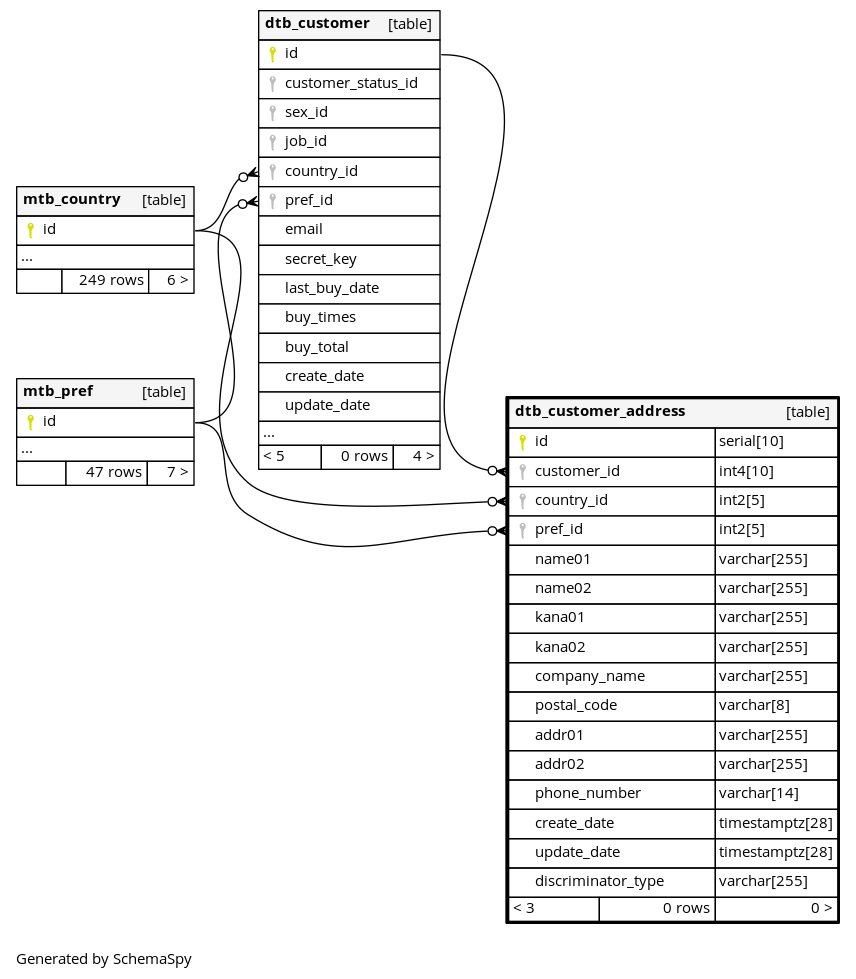 dtb_customer [table]
id
customer_status_id
sex_id
job_id
country_id
pref_id
email
secret_key
last_buy_date
buy_times
buy_total
create_date
update_date
...
< 5 0 rows 4 >
mtb_country [table]
id
...
249 rows 6 >
mtb_pref [table]
id
...
47 rows 7 >
dtb_customer_address [table]
id serial[10]
customer_id int4[10]
country_id int2[5]
pref_id int2[5]
name01 varchar[255]
name02 varchar[255]
kana01 varchar[255]
kana02 varchar[255]
company_name varchar[255]
postal_code varchar[8]
addr01 varchar[255]
addr02 varchar[255]
phone_number varchar[14]
create_date timestamptz[28]
update_date timestamptz[28]
discriminator_type varchar[255]
< 3 0 rows 0 >
Generated by SchemaSpy